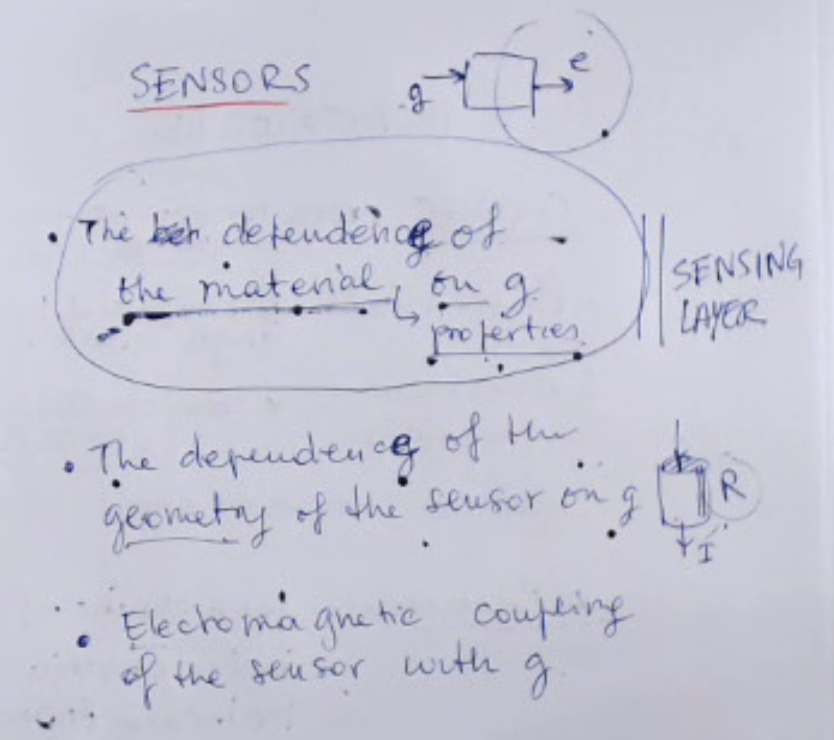 SENSORS
g
e
• The dependence of
the material, on g
properties
SENSING
LAYER
• The dependence of the
geometry of the sensor on g
R
I
• Electromagnetic coupling
of the sensor with g